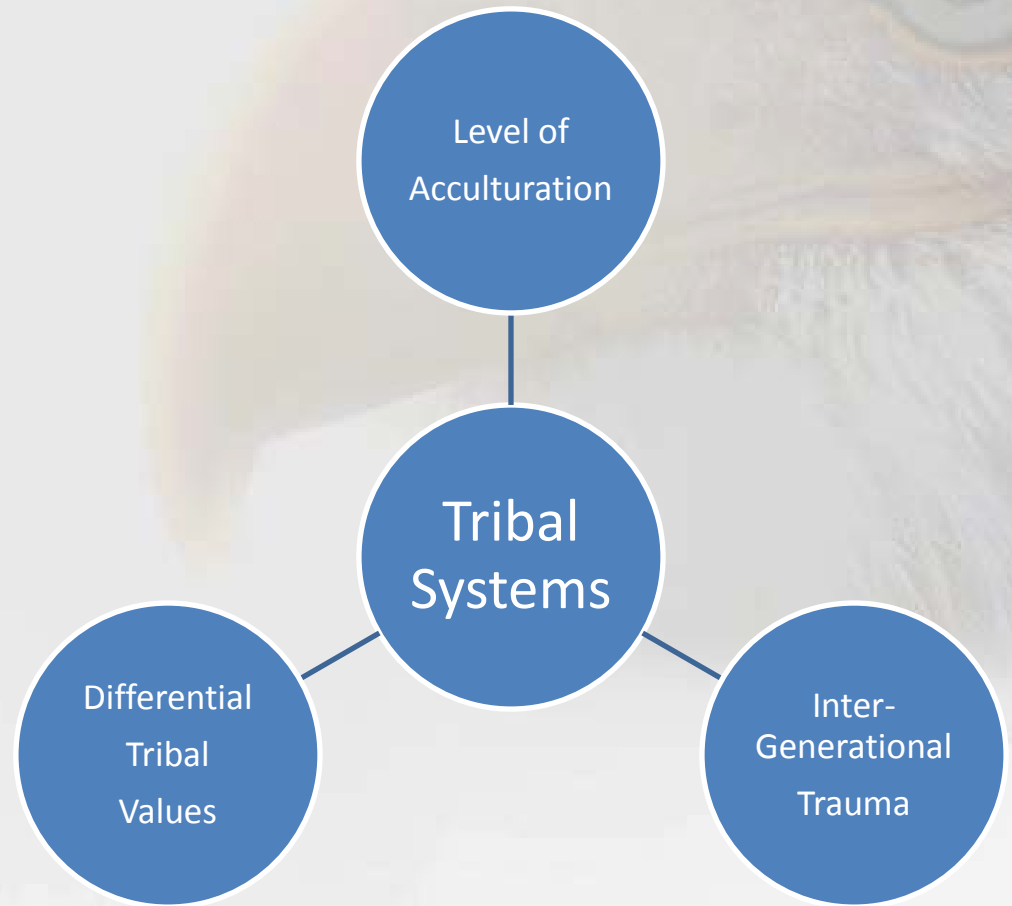 Level of
Acculturation
Tribal
Systems
Differential
Tribal
Values
Inter-
Generational
Trauma